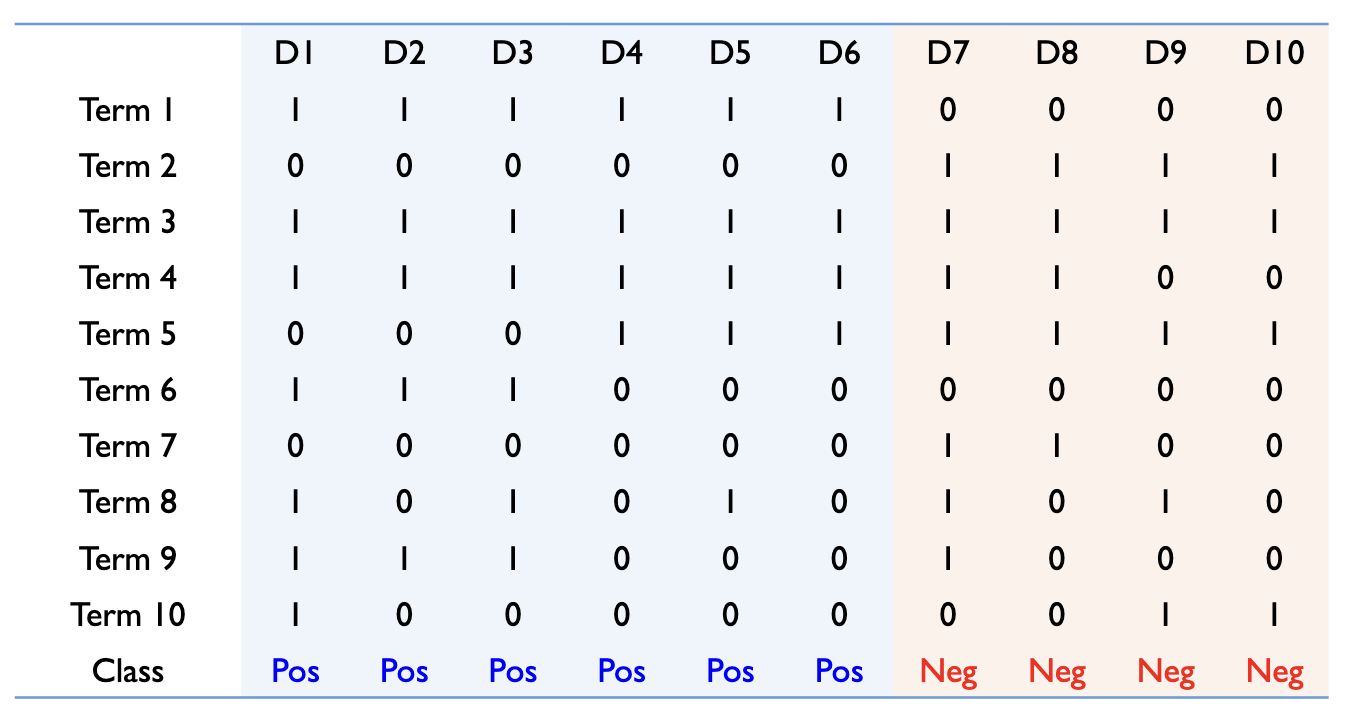 D1 D2 D3 D4 D5 D6 D7 D8 D9 D10
Term 1 1 1 1 1 1 1 0 0 0 0
Term 2 0 0 0 0 0 0 1 1 1 1
Term 3 1 1 1 1 1 1 1 1 1 1
Term 4 1 1 1 1 1 1 1 1 0 0
Term 5 0 0 0 1 1 1 1 1 1 1
Term 6 1 1 1 0 0 0 0 0 0 0
Term 7 0 0 0 0 0 0 1 1 0 0
Term 8 1 0 1 0 1 0 1 0 1 0
Term 9 1 1 1 0 0 0 1 0 0 0
Term 10 1 0 0 0 0 0 0 0 1 1
Class Pos Pos Pos Pos Pos Pos Neg Neg Neg Neg